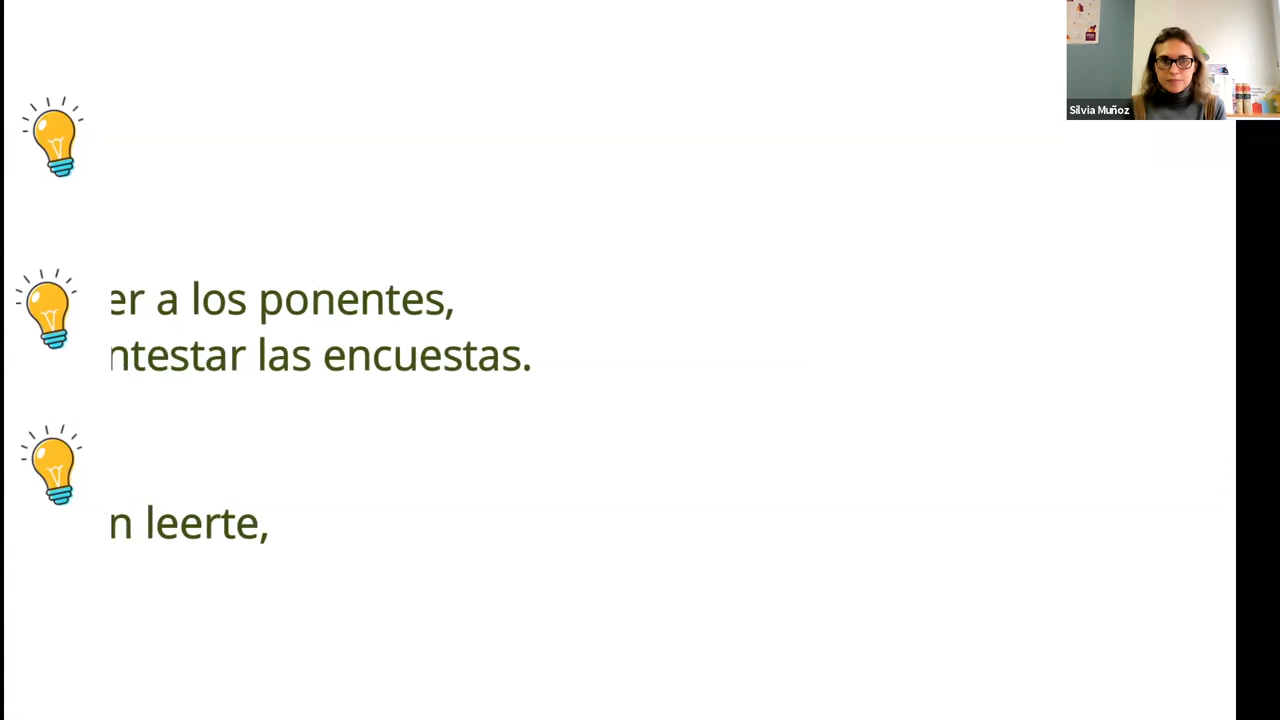 Silvia Muñoz
er a los ponentes,
ntestar las encuestas.
n leerte,